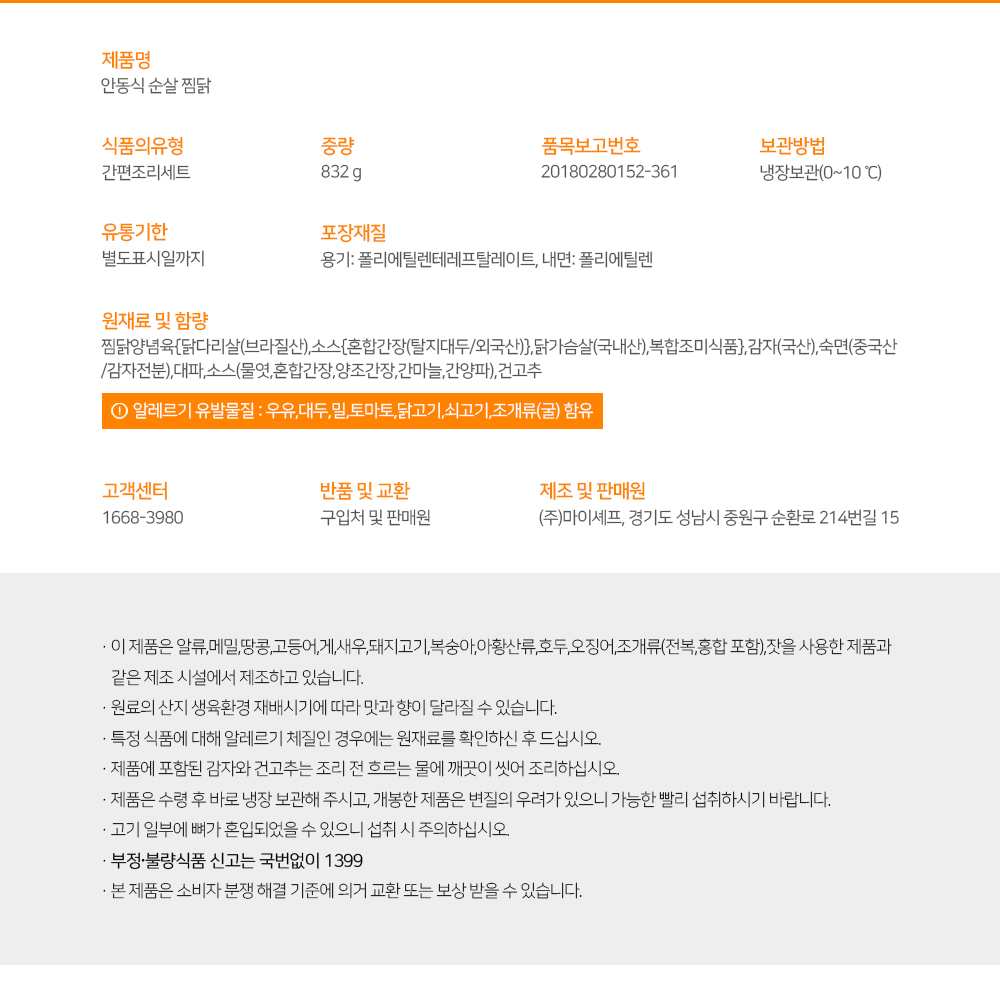 제품명
안동식 순살 찜닭
식품의유형
간편조리세트
중량
832 g
품목보고번호
20180280152-361
보관방법
냉장보관(0~10 ℃)
유통기한
별도표시일까지
포장재질
용기: 폴리에틸렌테레프탈레이트, 내면: 폴리에틸렌
원재료 및 함량
찜닭양념육{닭다리살(브라질산),소스{혼합간장(탈지대두/외국산)},닭가슴살(국내산),복합조미식품},감자(국산),숙면(중국산
/감자전분),대파,소스(물엿,혼합간장,양조간장,간마늘,간양파),건고추
! 알레르기 유발물질 : 우유,대두,밀,토마토,닭고기,쇠고기,조개류(굴) 함유
고객센터
1668-3980
반품 및 교환
구입처 및 판매원
제조 및 판매원
(주)마이셰프, 경기도 성남시 중원구 순환로 214번길 15
· 이 제품은 알류,메밀,땅콩,고등어,게,새우,돼지고기,복숭아,아황산류,호두,오징어,조개류(전복,홍합 포함),잣을 사용한 제품과
같은 제조 시설에서 제조하고 있습니다.
· 원료의 산지 생육환경 재배시기에 따라 맛과 향이 달라질 수 있습니다.
· 특정 식품에 대해 알레르기 체질인 경우에는 원재료를 확인하신 후 드십시오.
· 제품에 포함된 감자와 건고추는 조리 전 흐르는 물에 깨끗이 씻어 조리하십시오.
· 제품은 수령 후 바로 냉장 보관해 주시고, 개봉한 제품은 변질의 우려가 있으니 가능한 빨리 섭취하시기 바랍니다.
· 고기 일부에 뼈가 혼입되었을 수 있으니 섭취 시 주의하십시오.
· 부정·불량식품 신고는 국번없이 1399
· 본 제품은 소비자 분쟁 해결 기준에 의거 교환 또는 보상 받을 수 있습니다.